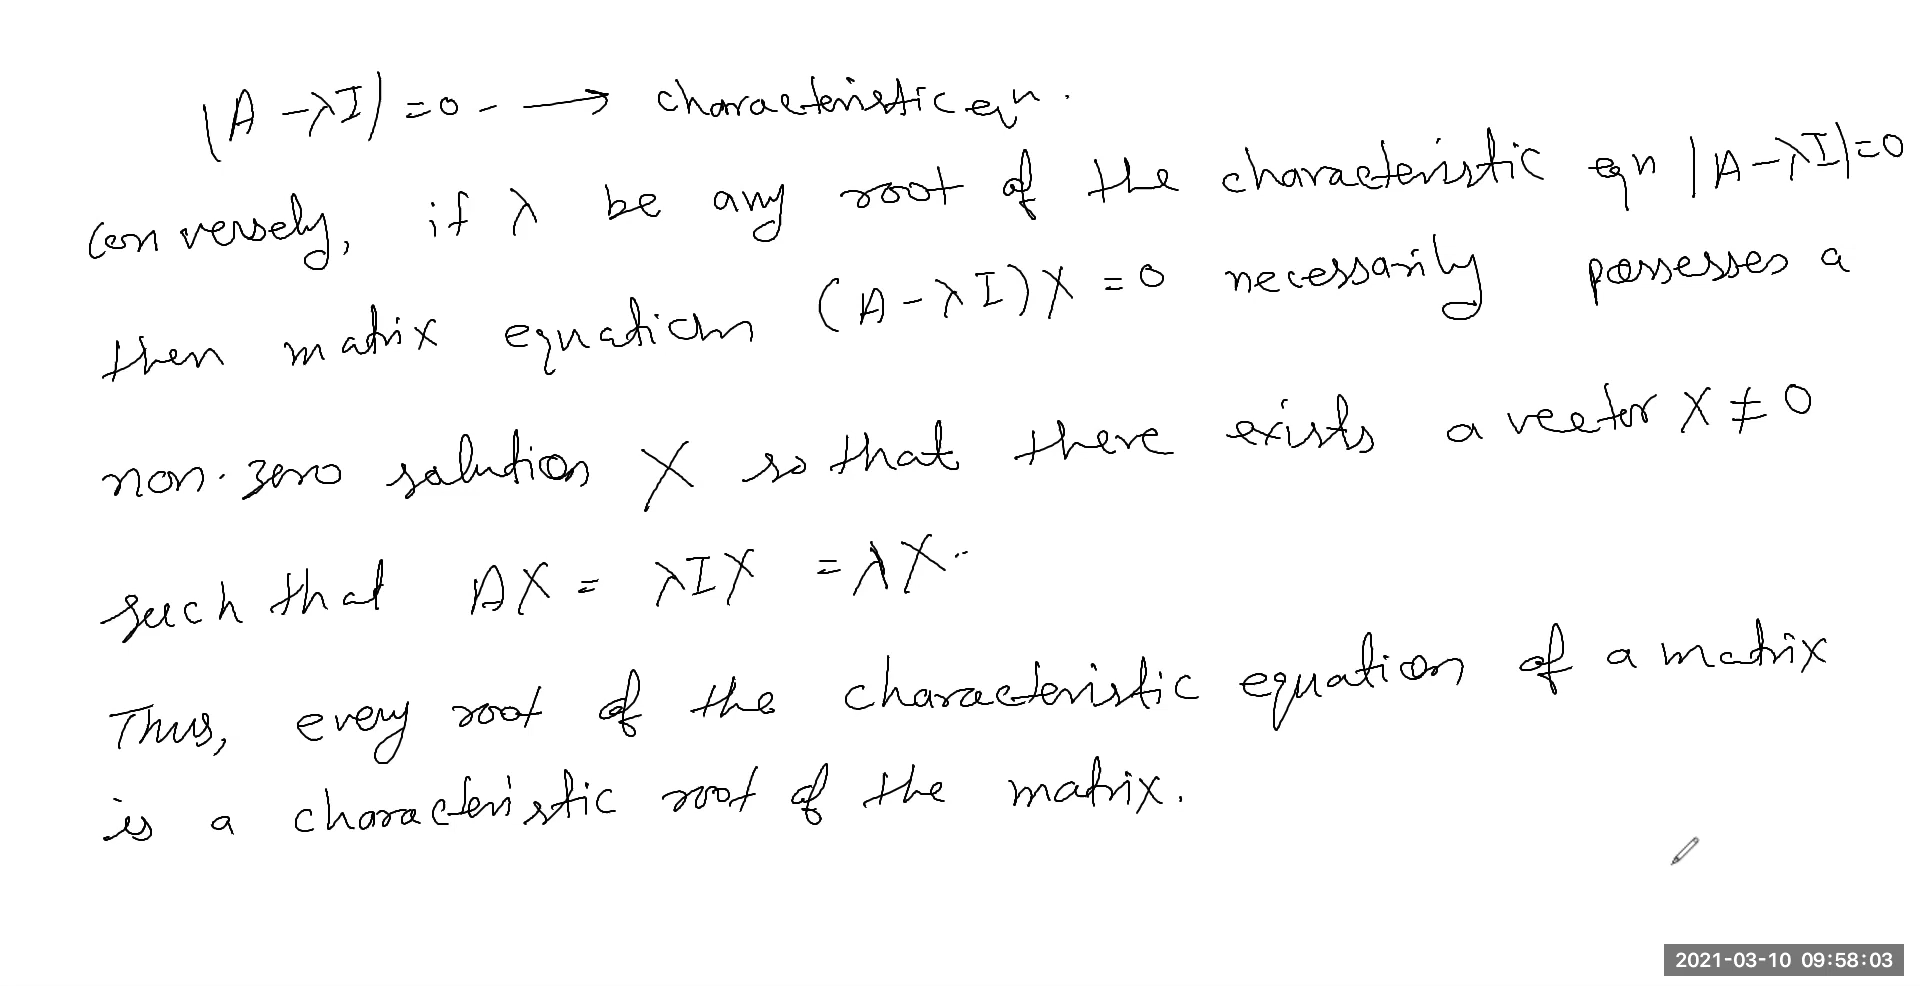 |A - λI| = 0 - ⟶ characteristic eqn.
Conversely, if λ be any root of the characteristic eqn |A - λI| = 0
then matrix equation (A - λI)X = 0 necessarily possesses a
non-zero solution X so that there exists a vector X ≠ 0
such that AX = λIX = λX..
Thus, every root of the characteristic equation of a matrix
is a characteristic root of the matrix.
2021-03-10 09:58:03